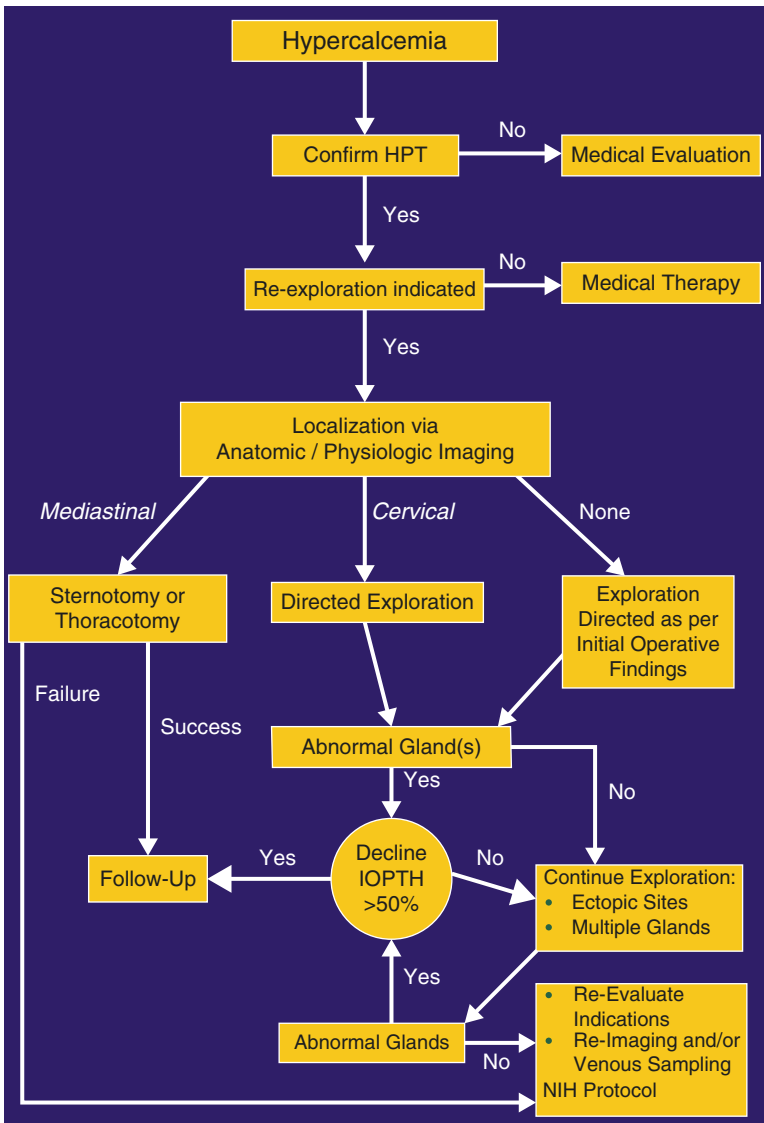 Hypercalcemia
No
Confirm HPT
Medical Evaluation
Yes
No
Re-exploration indicated
Medical Therapy
Yes
Localization via
Anatomic / Physiologic Imaging
Mediastinal
Cervical
None
Sternotomy or
Thoracotomy
Directed Exploration
Exploration
Directed as per
Initial Operative
Findings
Failure
Success
Abnormal Gland(s)
Yes
No
Follow-Up
Yes
Decline
IOPTH
>50%
No
Continue Exploration:
• Ectopic Sites
• Multiple Glands
Yes
Abnormal Glands
No
• Re-Evaluate
Indications
• Re-Imaging and/or
Venous Sampling
NIH Protocol